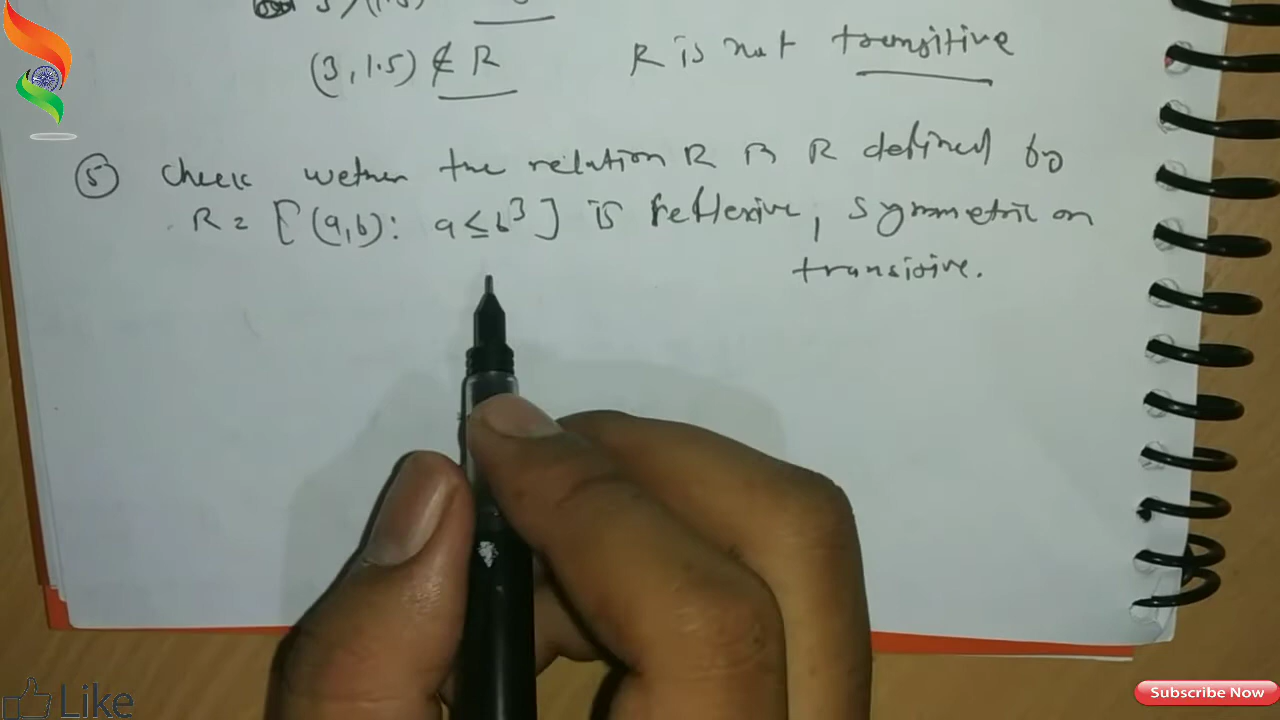 (3, 1.5) ∉ R R is not transitive
(5) Check wether the relation R in R defined by
R = [(a,b): a ≤ b³] is reflexive, symmetric or
transitive.
Like
Subscribe Now